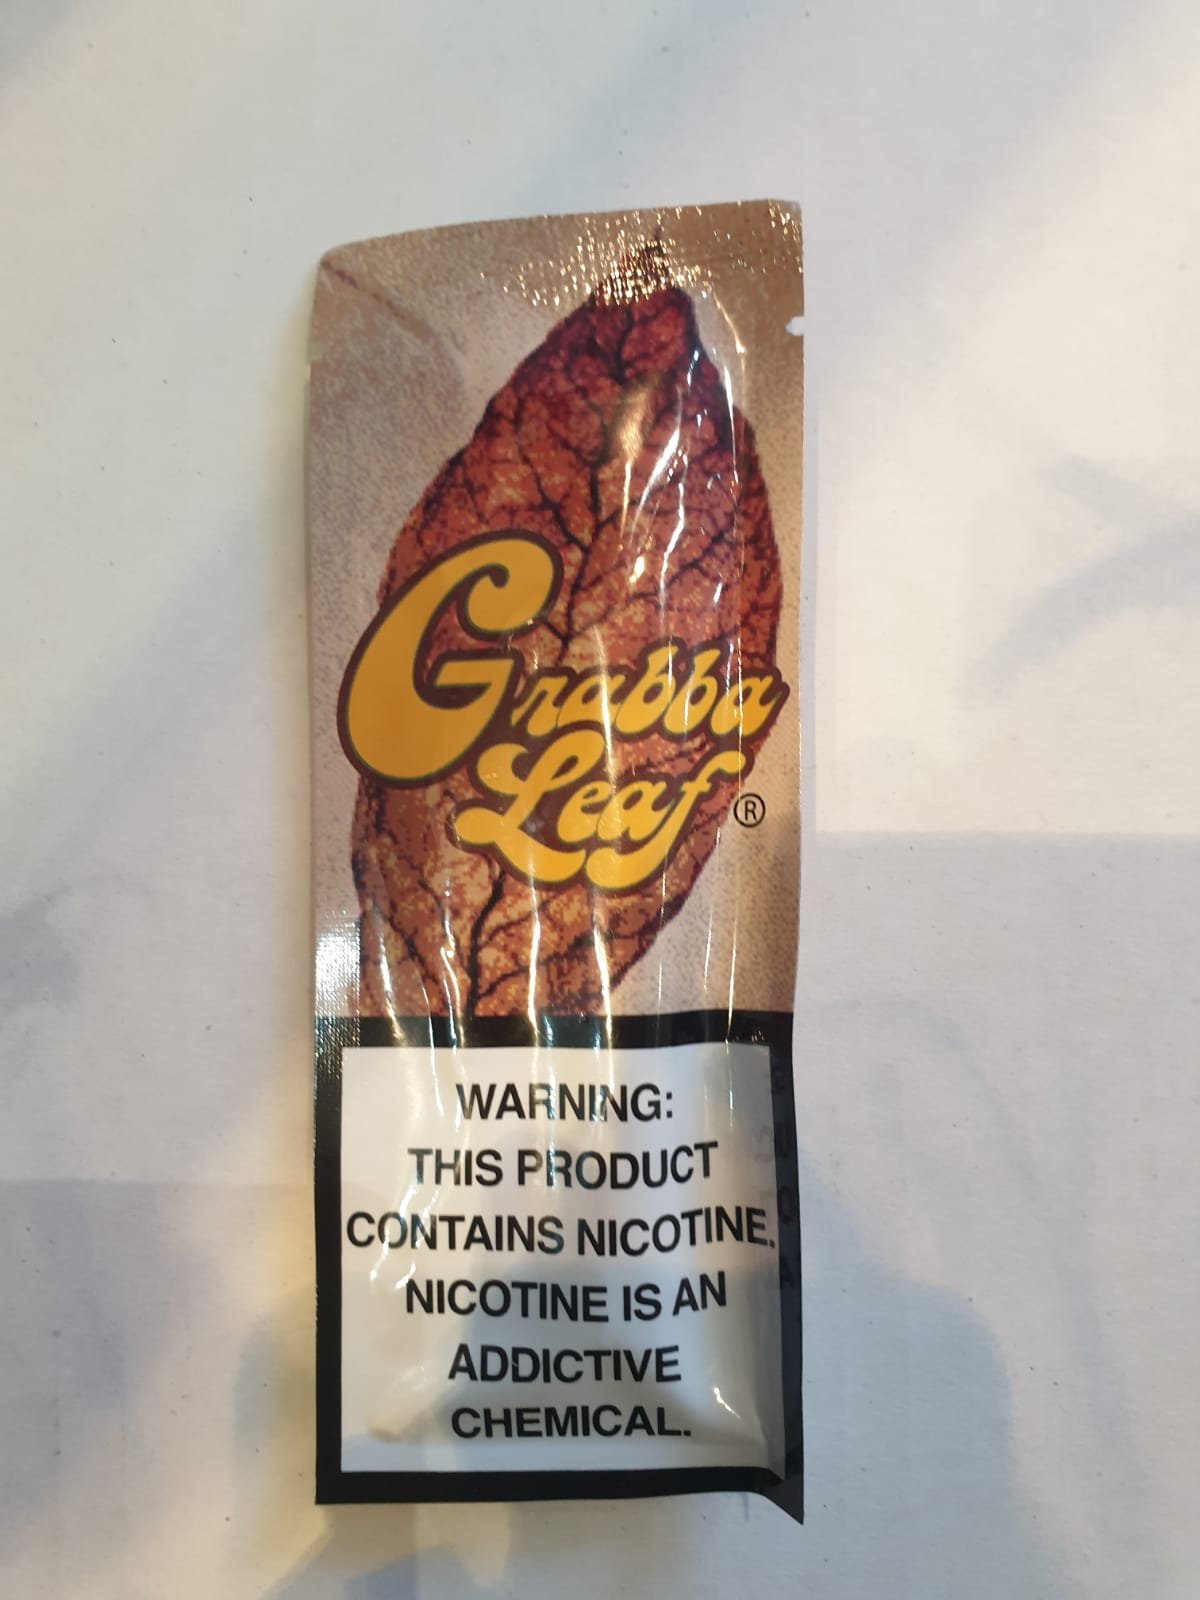 Grabba
Leaf ®
WARNING:
THIS PRODUCT
CONTAINS NICOTINE.
NICOTINE IS AN
ADDICTIVE
CHEMICAL.